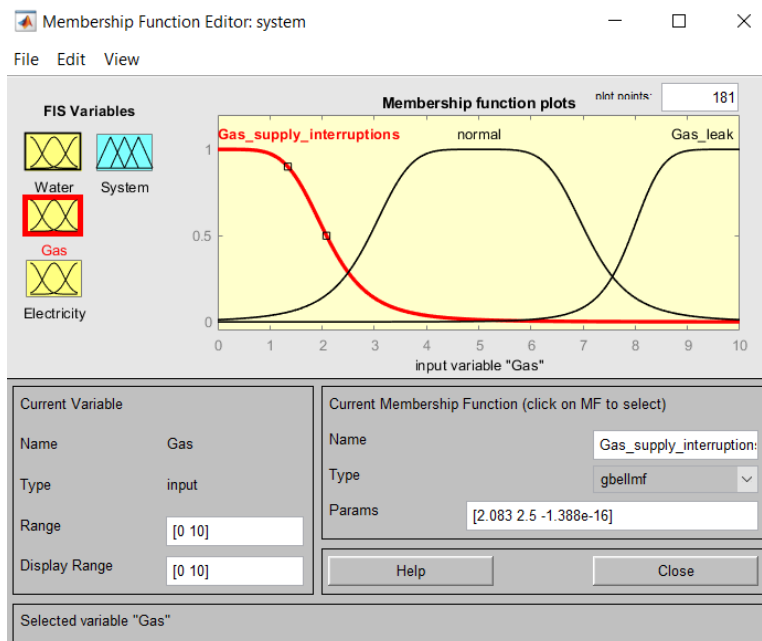 Membership Function Editor: system
File Edit View
FIS Variables
Water
System
Gas
Electricity
Membership function plots
plot points:
181
Gas_supply_interruptions
normal
Gas_leak
1
0.5
0
0 1 2 3 4 5 6 7 8 9 10
input variable "Gas"
Current Variable
Name Gas
Type input
Range [0 10]
Display Range [0 10]
Current Membership Function (click on MF to select)
Name Gas_supply_interruption
Type gbellmf
Params [2.083 2.5 -1.388e-16]
Help Close
Selected variable "Gas"